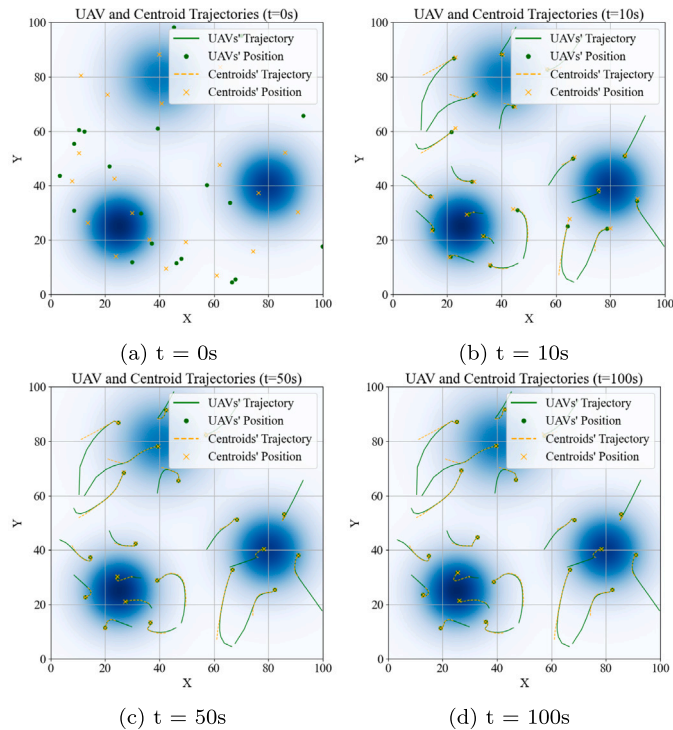 UAV and Centroid Trajectories (t=0s)
UAVs' Trajectory
UAVs' Position
Centroids' Trajectory
Centroids' Position
100
80
60
40
20
0
Y
0 20 40 60 80 100
X
(a) t = 0s
UAV and Centroid Trajectories (t=10s)
UAVs' Trajectory
UAVs' Position
Centroids' Trajectory
Centroids' Position
100
80
60
40
20
0
Y
0 20 40 60 80 100
X
(b) t = 10s
UAV and Centroid Trajectories (t=50s)
UAVs' Trajectory
UAVs' Position
Centroids' Trajectory
Centroids' Position
100
80
60
40
20
0
Y
0 20 40 60 80 100
X
(c) t = 50s
UAV and Centroid Trajectories (t=100s)
UAVs' Trajectory
UAVs' Position
Centroids' Trajectory
Centroids' Position
100
80
60
40
20
0
Y
0 20 40 60 80 100
X
(d) t = 100s